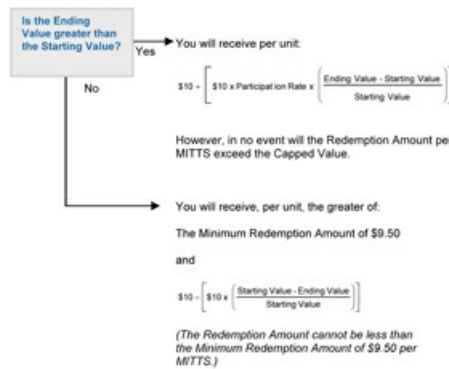 Is the Ending
Value greater than
the Starting Value?
Yes
You will receive per unit:
No
$10 + [ $10 x Participation Rate x ( Ending Value - Starting Value / Starting Value ) ]
However, in no event will the Redemption Amount pe
MITTS exceed the Capped Value.
You will receive, per unit, the greater of:
The Minimum Redemption Amount of $9.50
and
$10 - [ $10 x ( Starting Value - Ending Value / Starting Value ) ]
(The Redemption Amount cannot be less than
the Minimum Redemption Amount of $9.50 per
MITTS.)